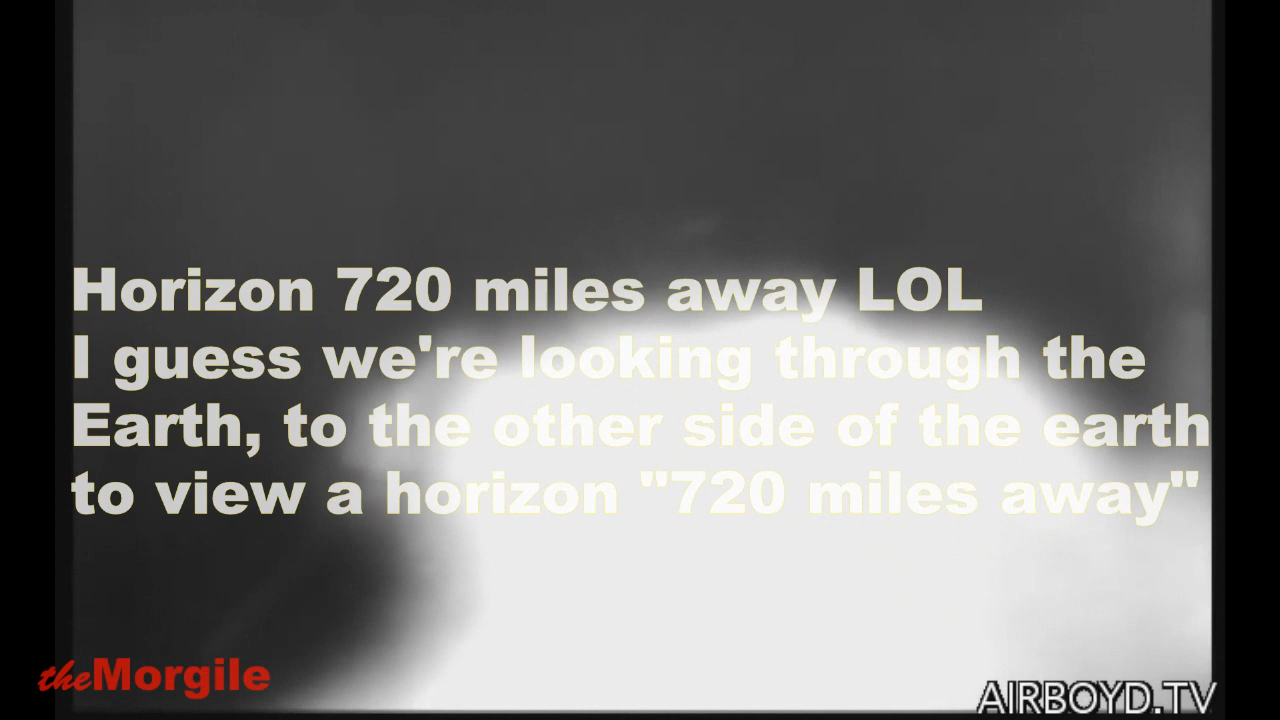 Horizon 720 miles away LOL
I guess we're looking through the
Earth, to the other side of the earth
to view a horizon "720 miles away"
theMorgile
AIRBOYD.TV